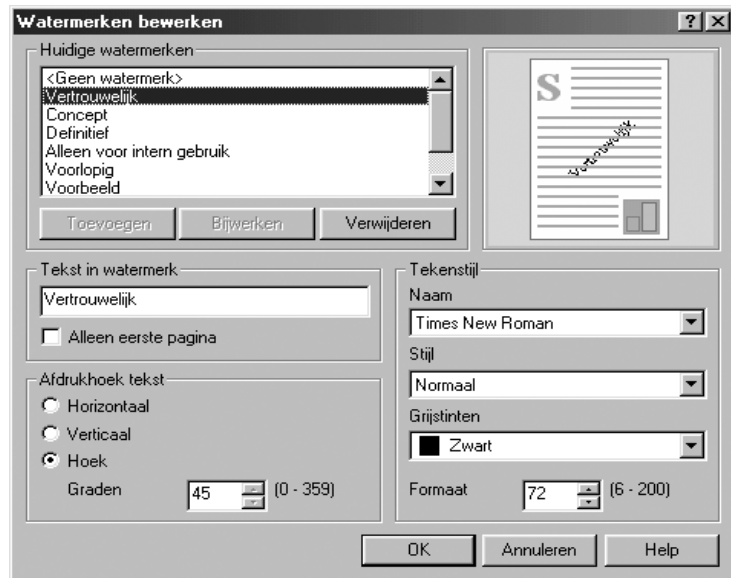 Watermerken bewerken
Huidige watermerken
<Geen watermerk>
Vertrouwelijk
Concept
Definitief
Alleen voor intern gebruik
Voorlopig
Voorbeeld
Toevoegen Bijwerken Verwijderen
S
Vertrouwelijk
Tekst in watermerk
Vertrouwelijk
Alleen eerste pagina
Afdrukhoek tekst
Horizontaal
Verticaal
Hoek
Graden 45 (0 - 359)
Tekenstijl
Naam
Times New Roman
Stijl
Normaal
Grijstinten
Zwart
Formaat 72 (6 - 200)
OK Annuleren Help